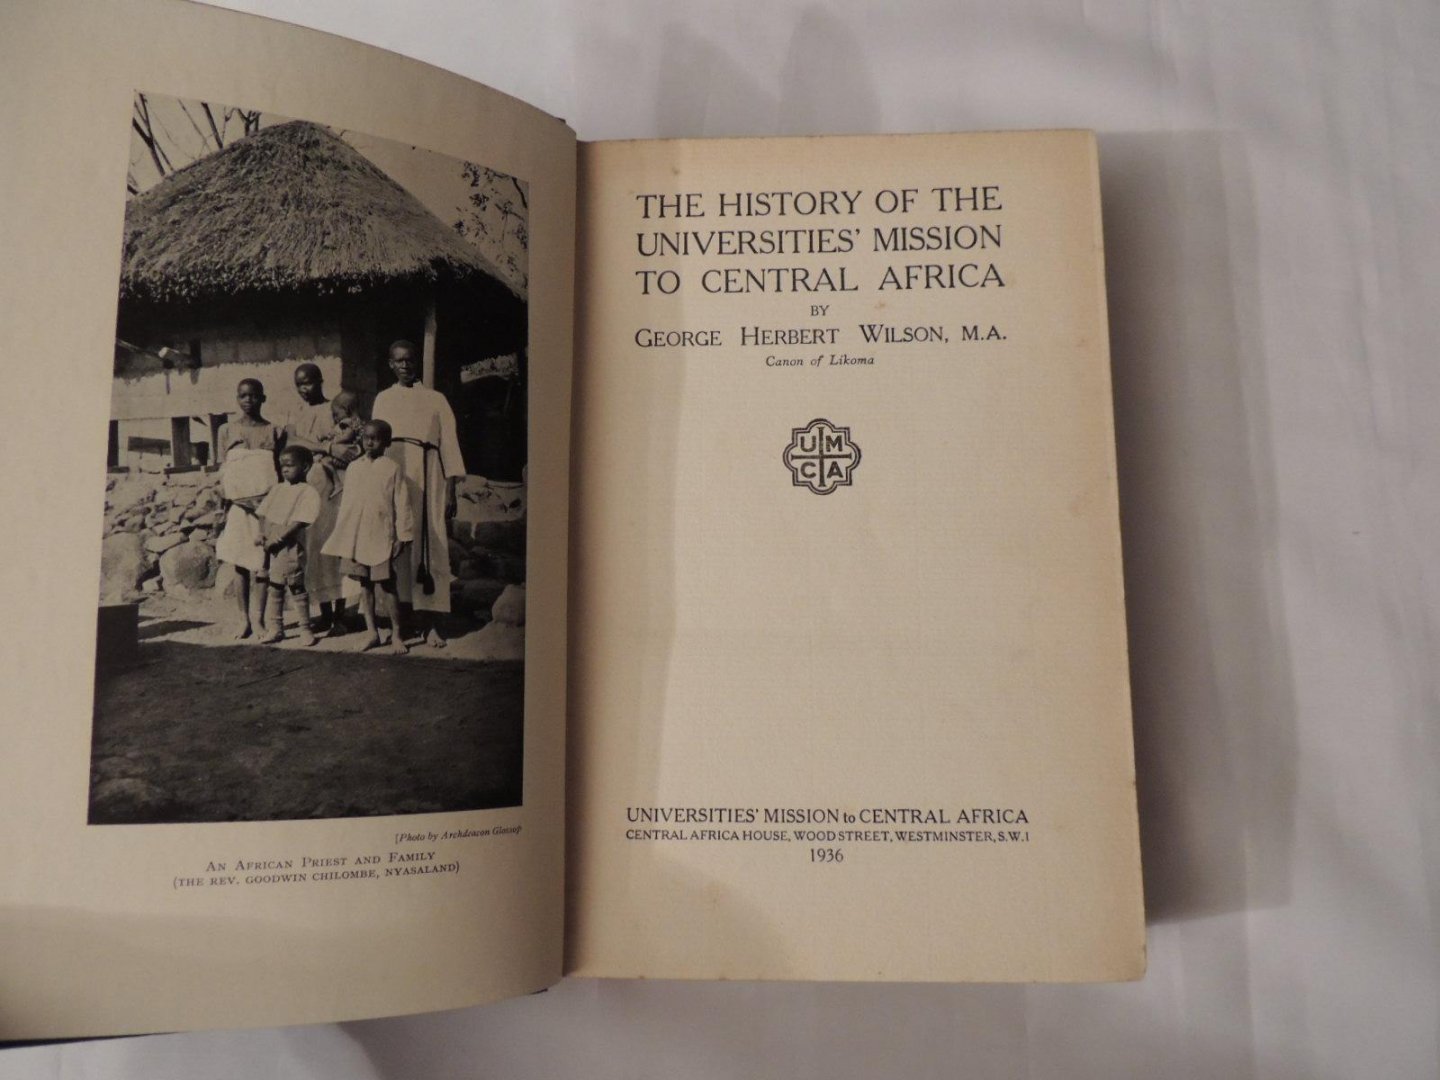 [Photo by Archdeacon Glossop
AN AFRICAN PRIEST AND FAMILY
(THE REV. GOODWIN CHILOMBE, NYASALAND)
THE HISTORY OF THE
UNIVERSITIES' MISSION
TO CENTRAL AFRICA
BY
GEORGE HERBERT WILSON, M.A.
Canon of Likoma
U M
C A
UNIVERSITIES' MISSION to CENTRAL AFRICA
CENTRAL AFRICA HOUSE, WOOD STREET, WESTMINSTER, S.W.1
1936